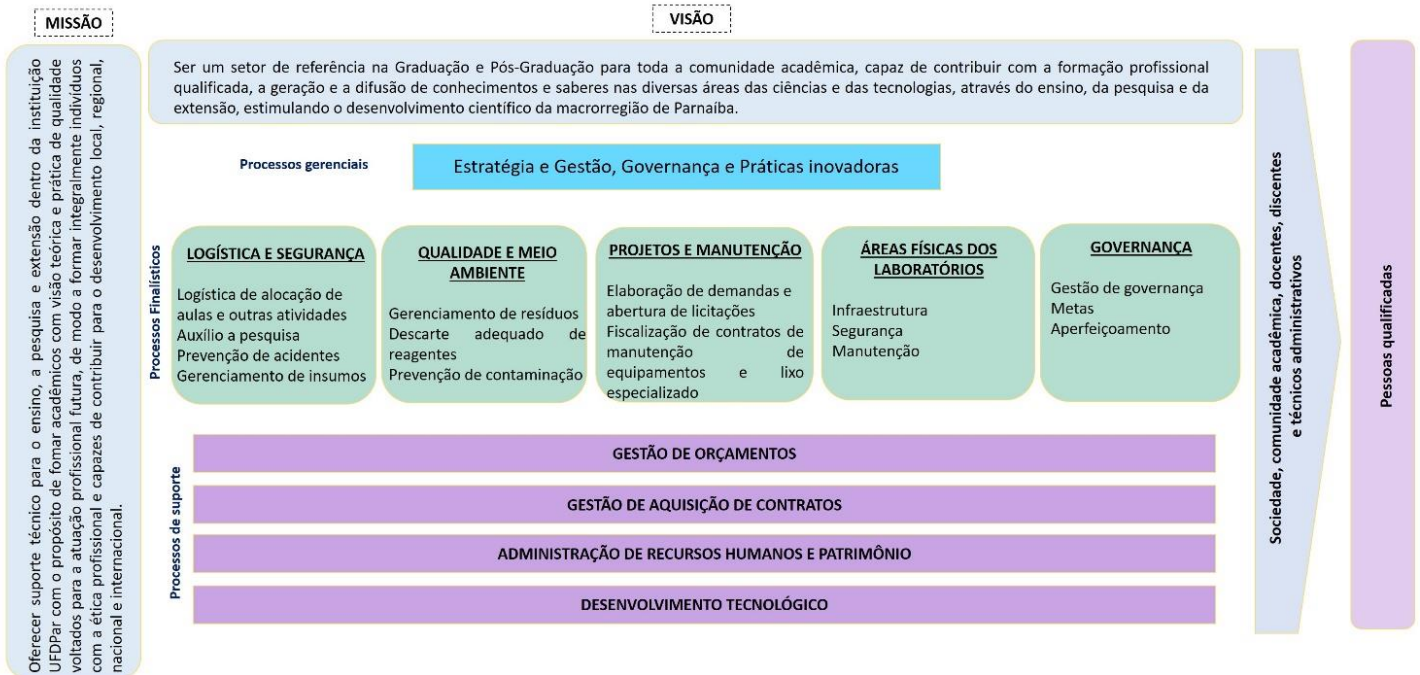 MISSÃO
Oferecer suporte técnico para o ensino, a pesquisa e extensão dentro da instituição
UFDPar com o propósito de fomar acadêmicos com visão teórica e prática de qualidade
voltados para a atuação profissional futura, de modo a formar integralmente indivíduos
com a ética profissional e capazes de contribuir para o desenvolvimento local, regional,
nacional e internacional.
VISÃO
Ser um setor de referência na Graduação e Pós-Graduação para toda a comunidade acadêmica, capaz de contribuir com a formação profissional
qualificada, a geração e a difusão de conhecimentos e saberes nas diversas áreas das ciências e das tecnologias, através do ensino, da pesquisa e da
extensão, estimulando o desenvolvimento científico da macrorregião de Parnaíba.
Processos gerenciais
Estratégia e Gestão, Governança e Práticas inovadoras
Processos Finalísticos
LOGÍSTICA E SEGURANÇA
Logística de alocação de
aulas e outras atividades
Auxílio a pesquisa
Prevenção de acidentes
Gerenciamento de insumos
QUALIDADE E MEIO
AMBIENTE
Gerenciamento de resíduos
Descarte adequado de
reagentes
Prevenção de contaminação
PROJETOS E MANUTENÇÃO
Elaboração de demandas e
abertura de licitações
Fiscalização de contratos de
manutenção de
equipamentos e lixo
especializado
ÁREAS FÍSICAS DOS
LABORATÓRIOS
Infraestrutura
Segurança
Manutenção
GOVERNANÇA
Gestão de governança
Metas
Aperfeiçoamento
Processos de suporte
GESTÃO DE ORÇAMENTOS
GESTÃO DE AQUISIÇÃO DE CONTRATOS
ADMINISTRAÇÃO DE RECURSOS HUMANOS E PATRIMÔNIO
DESENVOLVIMENTO TECNOLÓGICO
Sociedade, comunidade acadêmica, docentes, discentes
e técnicos administrativos
Pessoas qualificadas